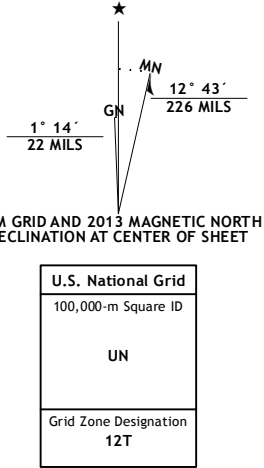 ★
MN
GN
12° 43´
226 MILS
1° 14´
22 MILS
M GRID AND 2013 MAGNETIC NORTH
ECLINATION AT CENTER OF SHEET
U.S. National Grid
100,000-m Square ID
UN
Grid Zone Designation
12T